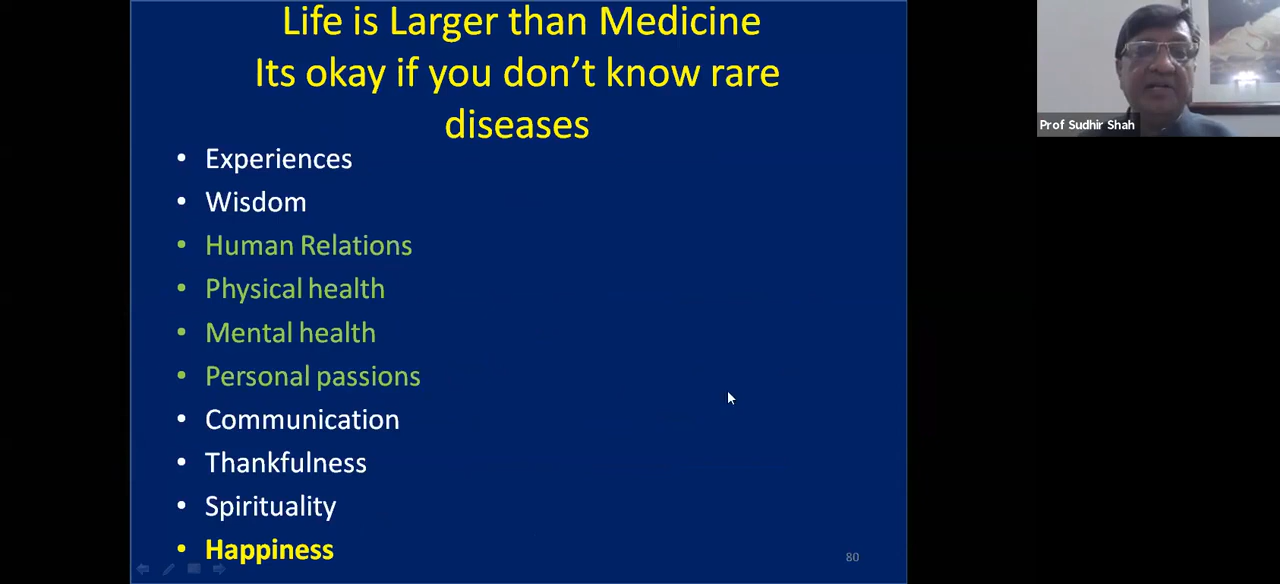 Life is Larger than Medicine
Its okay if you don't know rare
diseases
• Experiences
• Wisdom
• Human Relations
• Physical health
• Mental health
• Personal passions
• Communication
• Thankfulness
• Spirituality
• Happiness
80
Prof Sudhir Shah